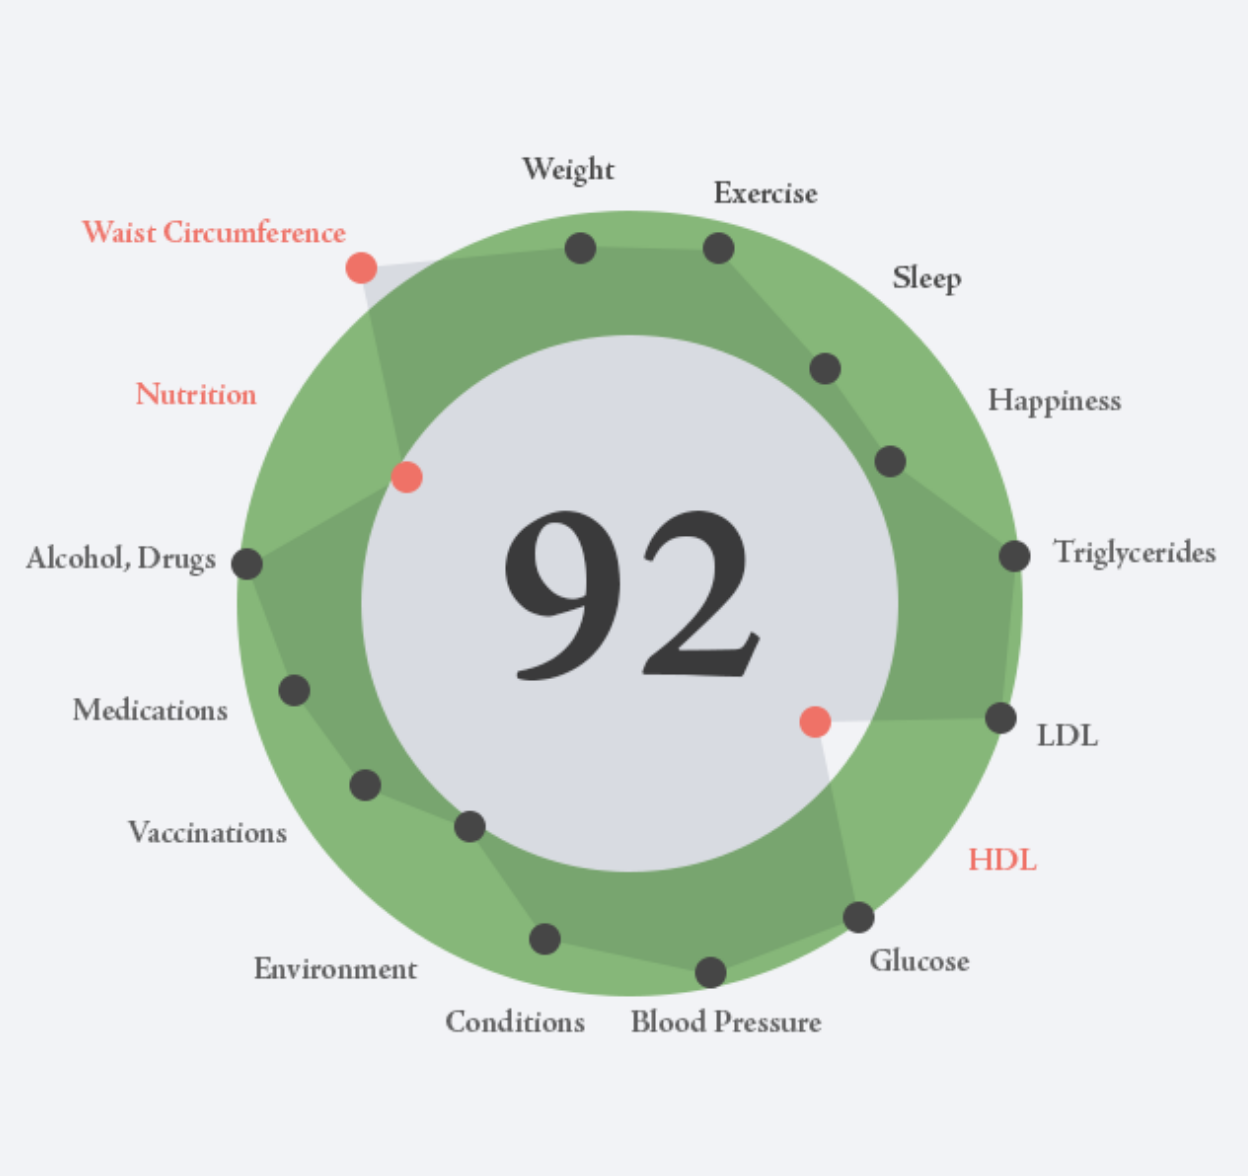 Weight
Exercise
Waist Circumference
Sleep
Nutrition
Happiness
92
Alcohol, Drugs
Triglycerides
Medications
LDL
Vaccinations
HDL
Environment
Glucose
Conditions
Blood Pressure